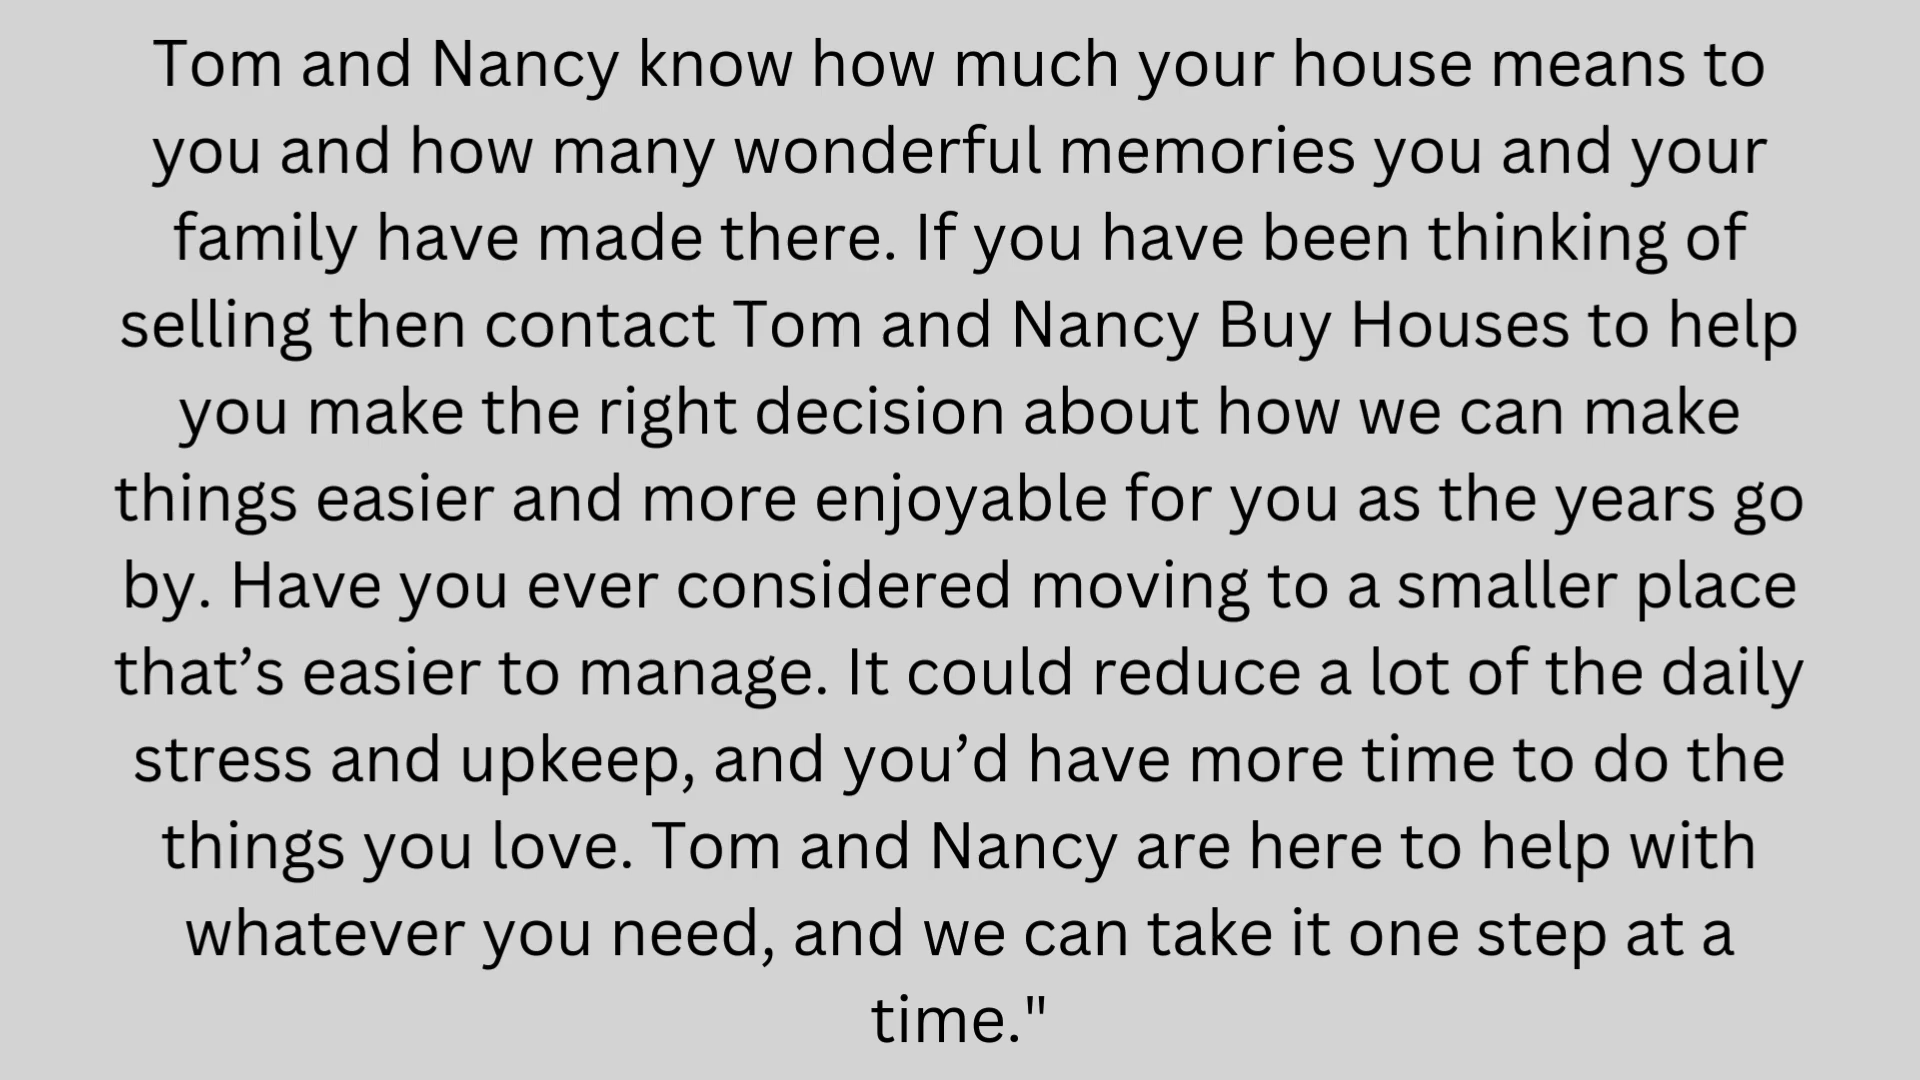 Tom and Nancy know how much your house means to
you and how many wonderful memories you and your
family have made there. If you have been thinking of
selling then contact Tom and Nancy Buy Houses to help
you make the right decision about how we can make
things easier and more enjoyable for you as the years go
by. Have you ever considered moving to a smaller place
that’s easier to manage. It could reduce a lot of the daily
stress and upkeep, and you’d have more time to do the
things you love. Tom and Nancy are here to help with
whatever you need, and we can take it one step at a
time."